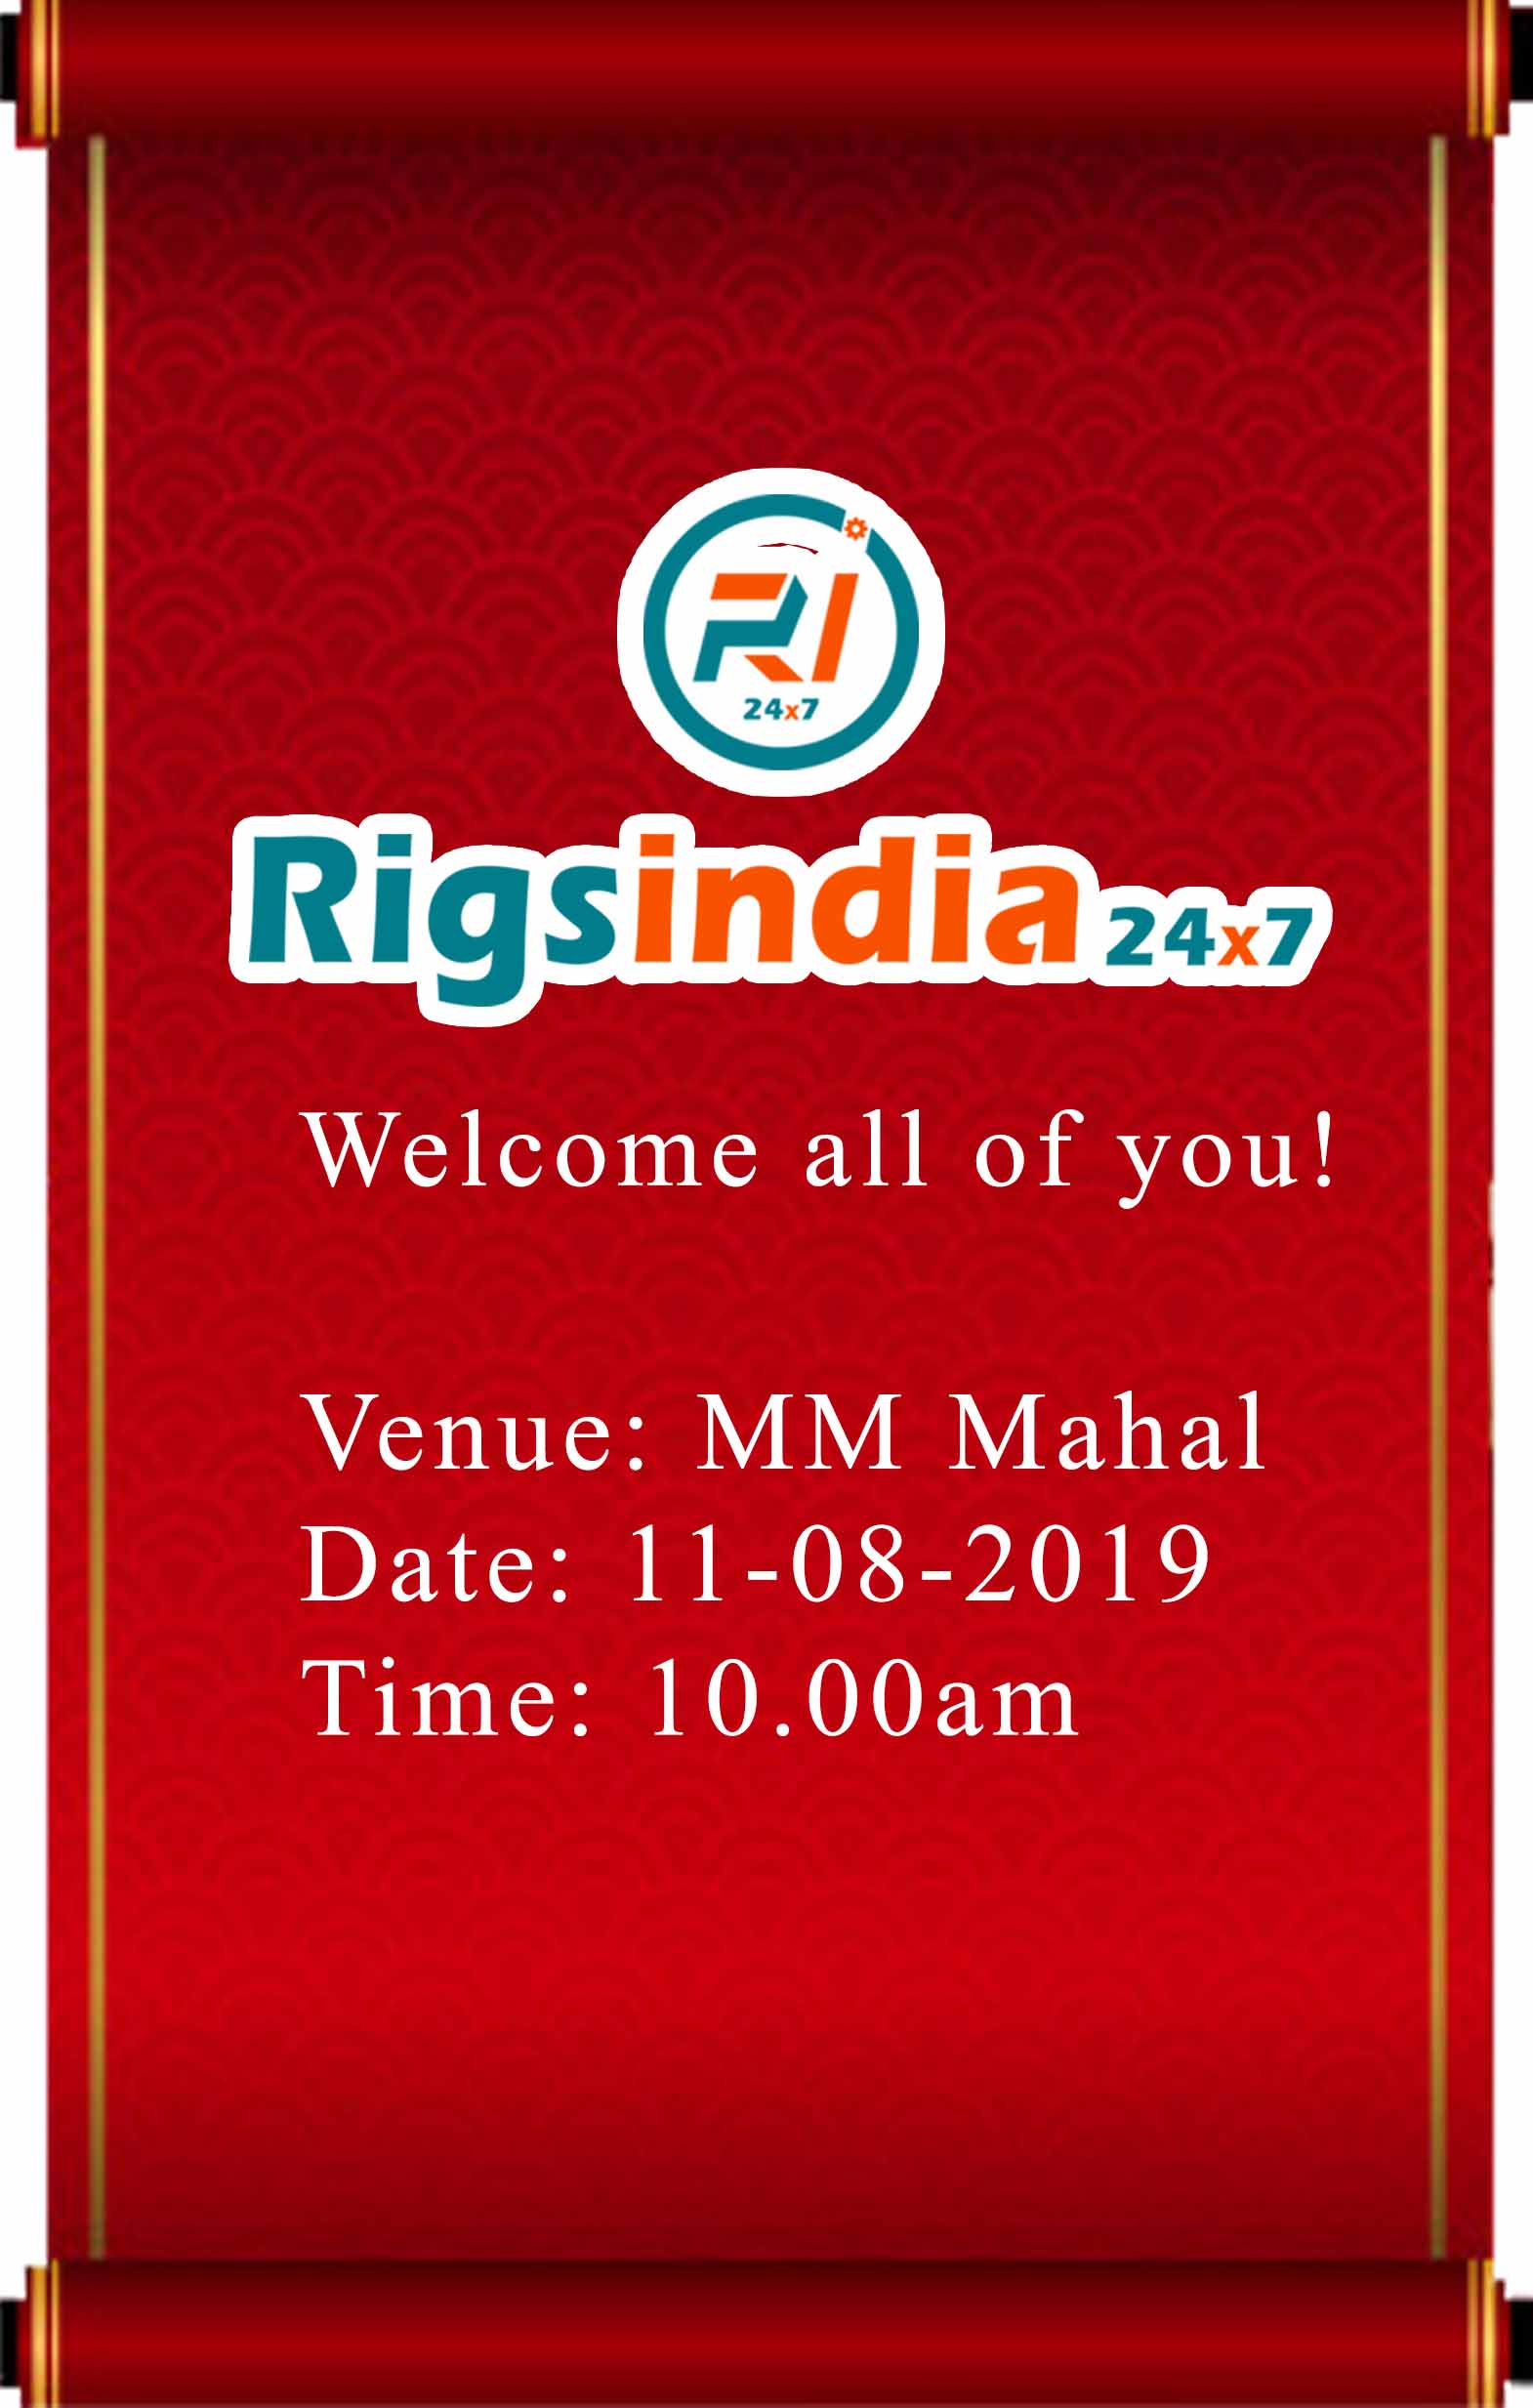 RI
24x7
Rigsindia 24x7
Welcome all of you!
Venue: MM Mahal
Date: 11-08-2019
Time: 10.00am